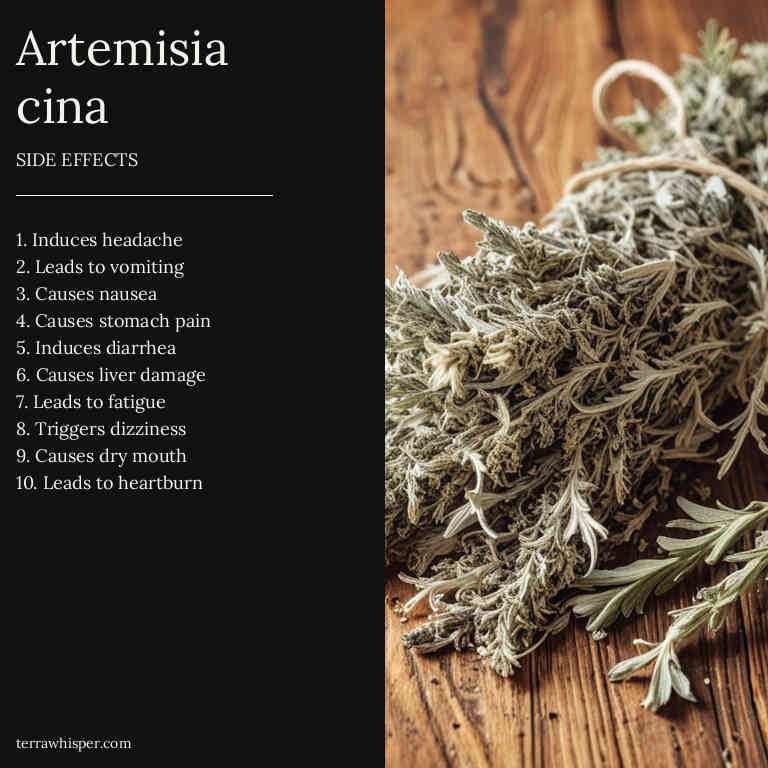 Artemisia
cina
SIDE EFFECTS
1. Induces headache
2. Leads to vomiting
3. Causes nausea
4. Causes stomach pain
5. Induces diarrhea
6. Causes liver damage
7. Leads to fatigue
8. Triggers dizziness
9. Causes dry mouth
10. Leads to heartburn
terrawhisper.com